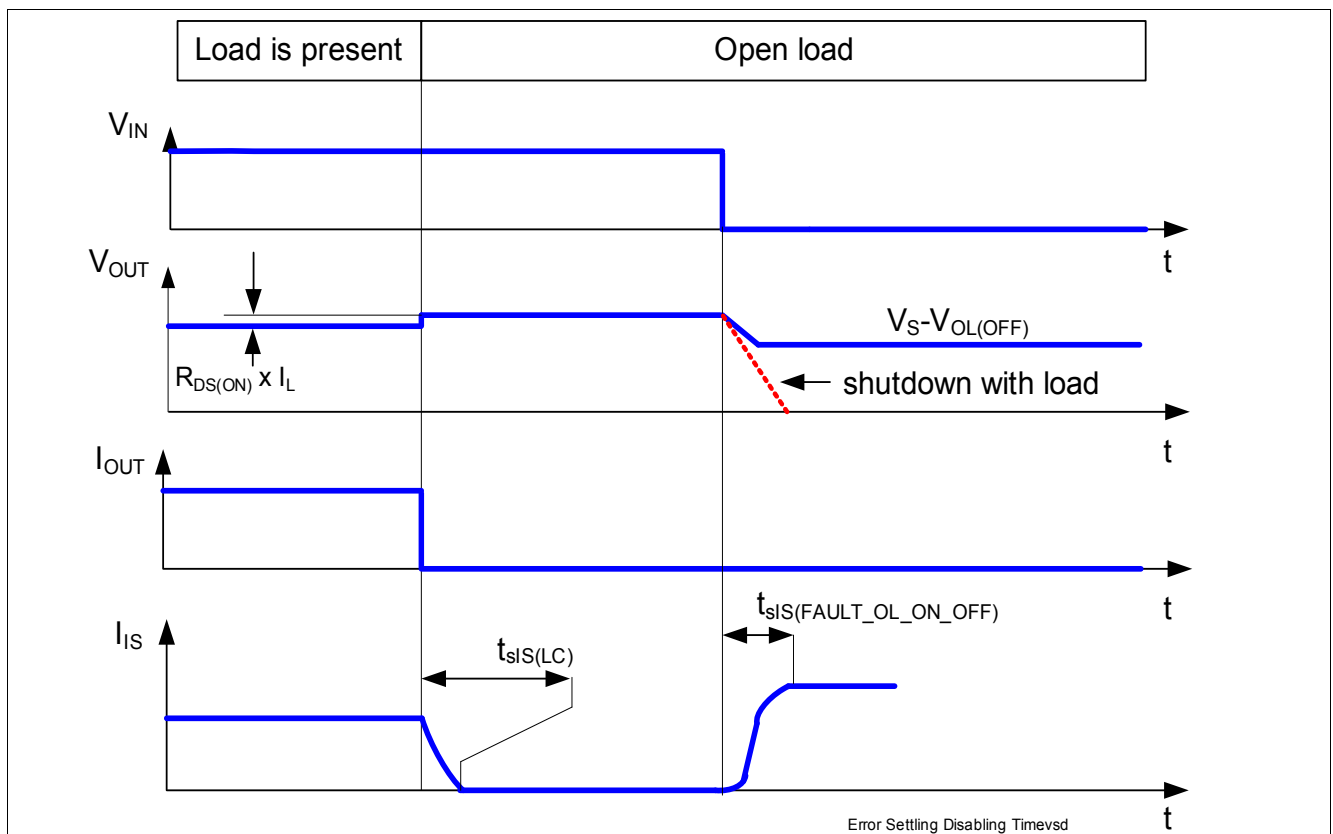 Load is present
Open load
VIN
t
VOUT
RDS(ON) x IL
VS-VOL(OFF)
shutdown with load
t
IOUT
t
IIS
tsIS(LC)
tsIS(FAULT_OL_ON_OFF)
t
Error Settling Disabling Timevsd